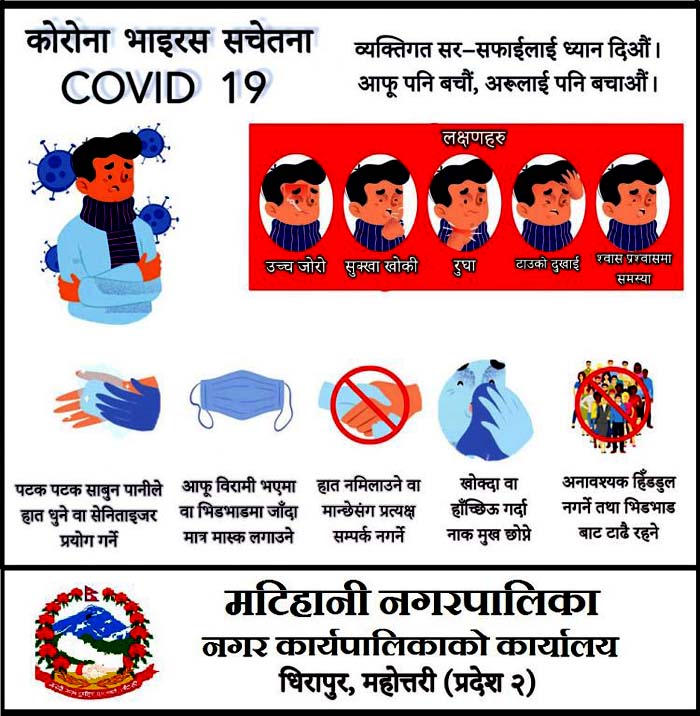 कोरोना भाइरस सचेतना
COVID 19
व्यक्तिगत सर-सफाईलाई ध्यान दिऔं।
आफू पनि बचौं, अरूलाई पनि बचाऔं।
लक्षणहरु
उच्च जोरो
सुक्खा खोकी
रुघा
टाउको दुखाई
श्वास प्रश्वासमा
समस्या
पटक पटक साबुन पानीले
हात धुने वा सेनिताइजर
प्रयोग गर्ने
आफू विरामी भएमा
वा भिडभाडमा जाँदा
मात्र मास्क लगाउने
हात नमिलाउने वा
मान्छेसंग प्रत्यक्ष
सम्पर्क नगर्ने
खोक्दा वा
हाँच्छिऊ गर्दा
नाक मुख छोप्ने
अनावश्यक हिँडडुल
नगर्ने तथा भिडभाड
बाट टाढै रहने
मटिहानी नगरपालिका
नगर कार्यपालिकाको कार्यालय
धिरापुर, महोत्तरी (प्रदेश २)